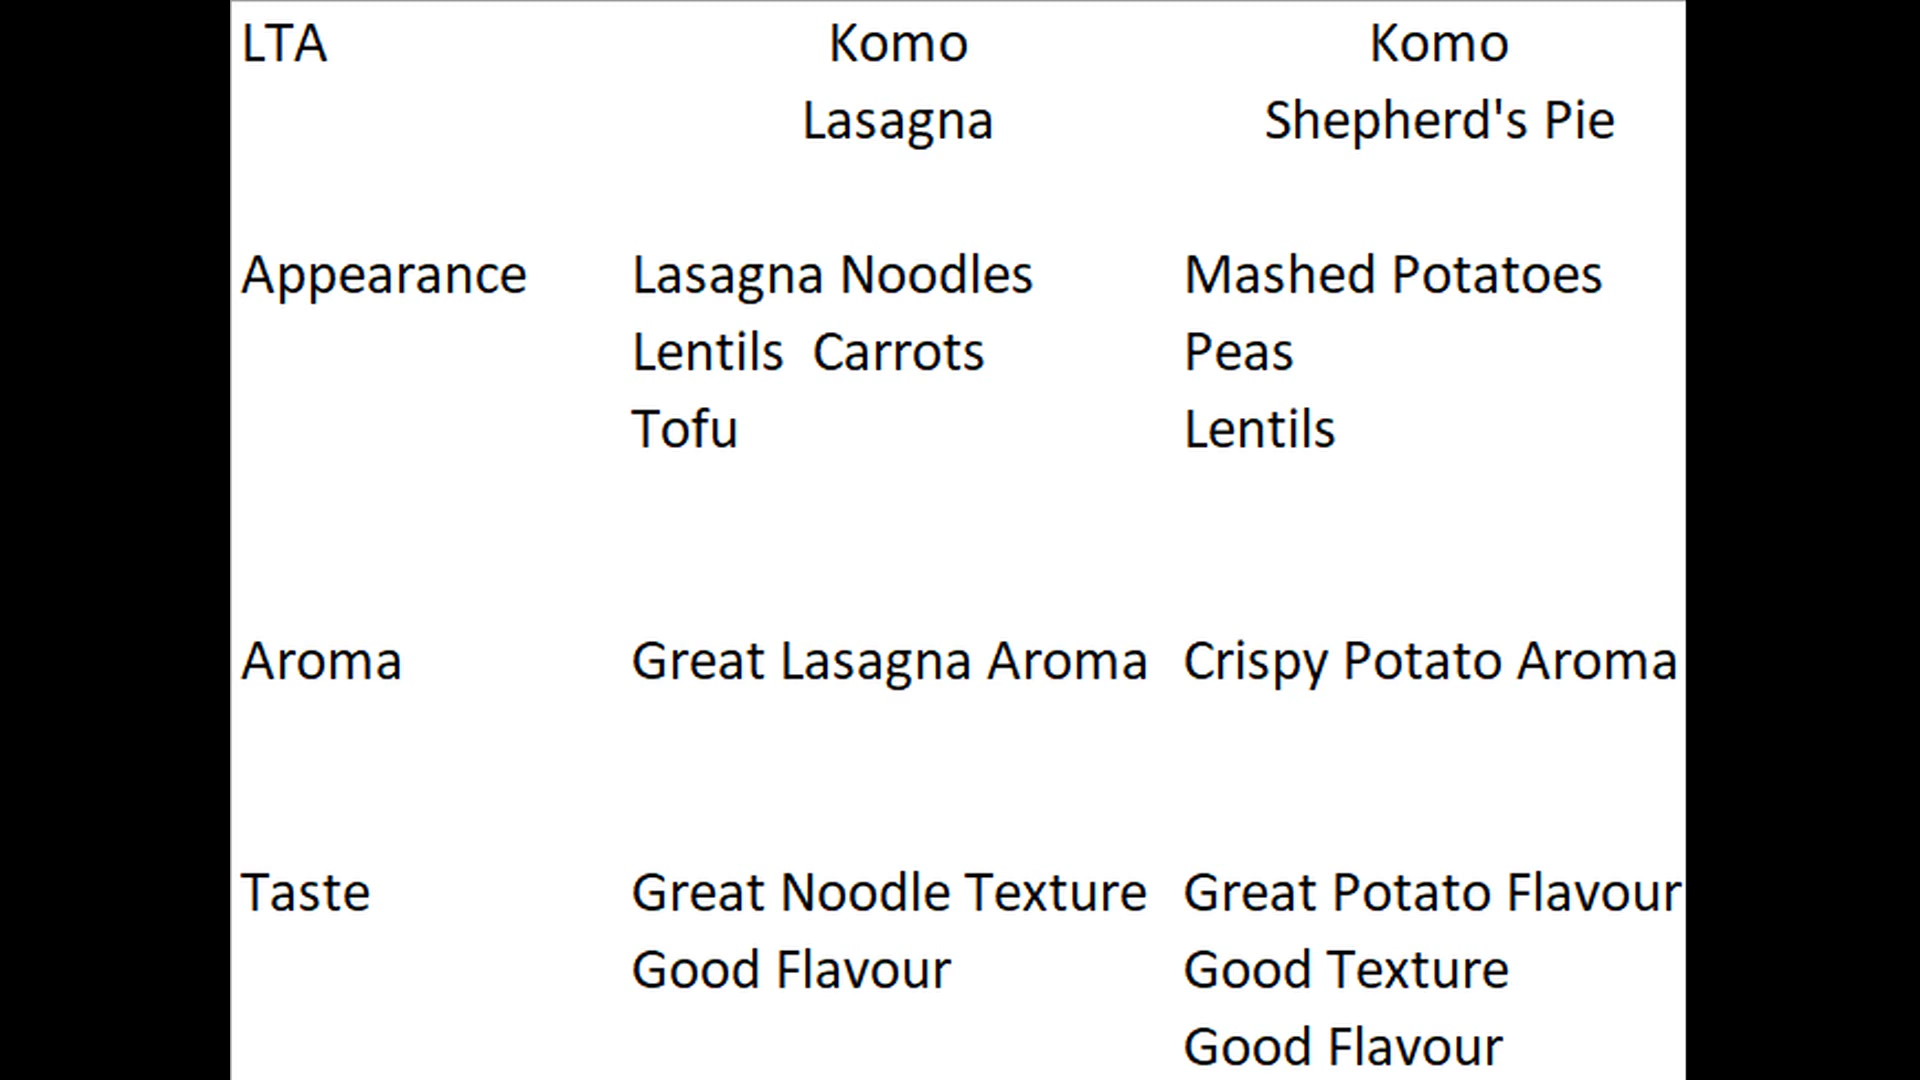 LTA Komo Komo
Lasagna Shepherd's Pie
Appearance Lasagna Noodles Mashed Potatoes
Lentils  Carrots Peas
Tofu Lentils
Aroma Great Lasagna Aroma Crispy Potato Aroma
Taste Great Noodle Texture Great Potato Flavour
Good Flavour Good Texture
Good Flavour